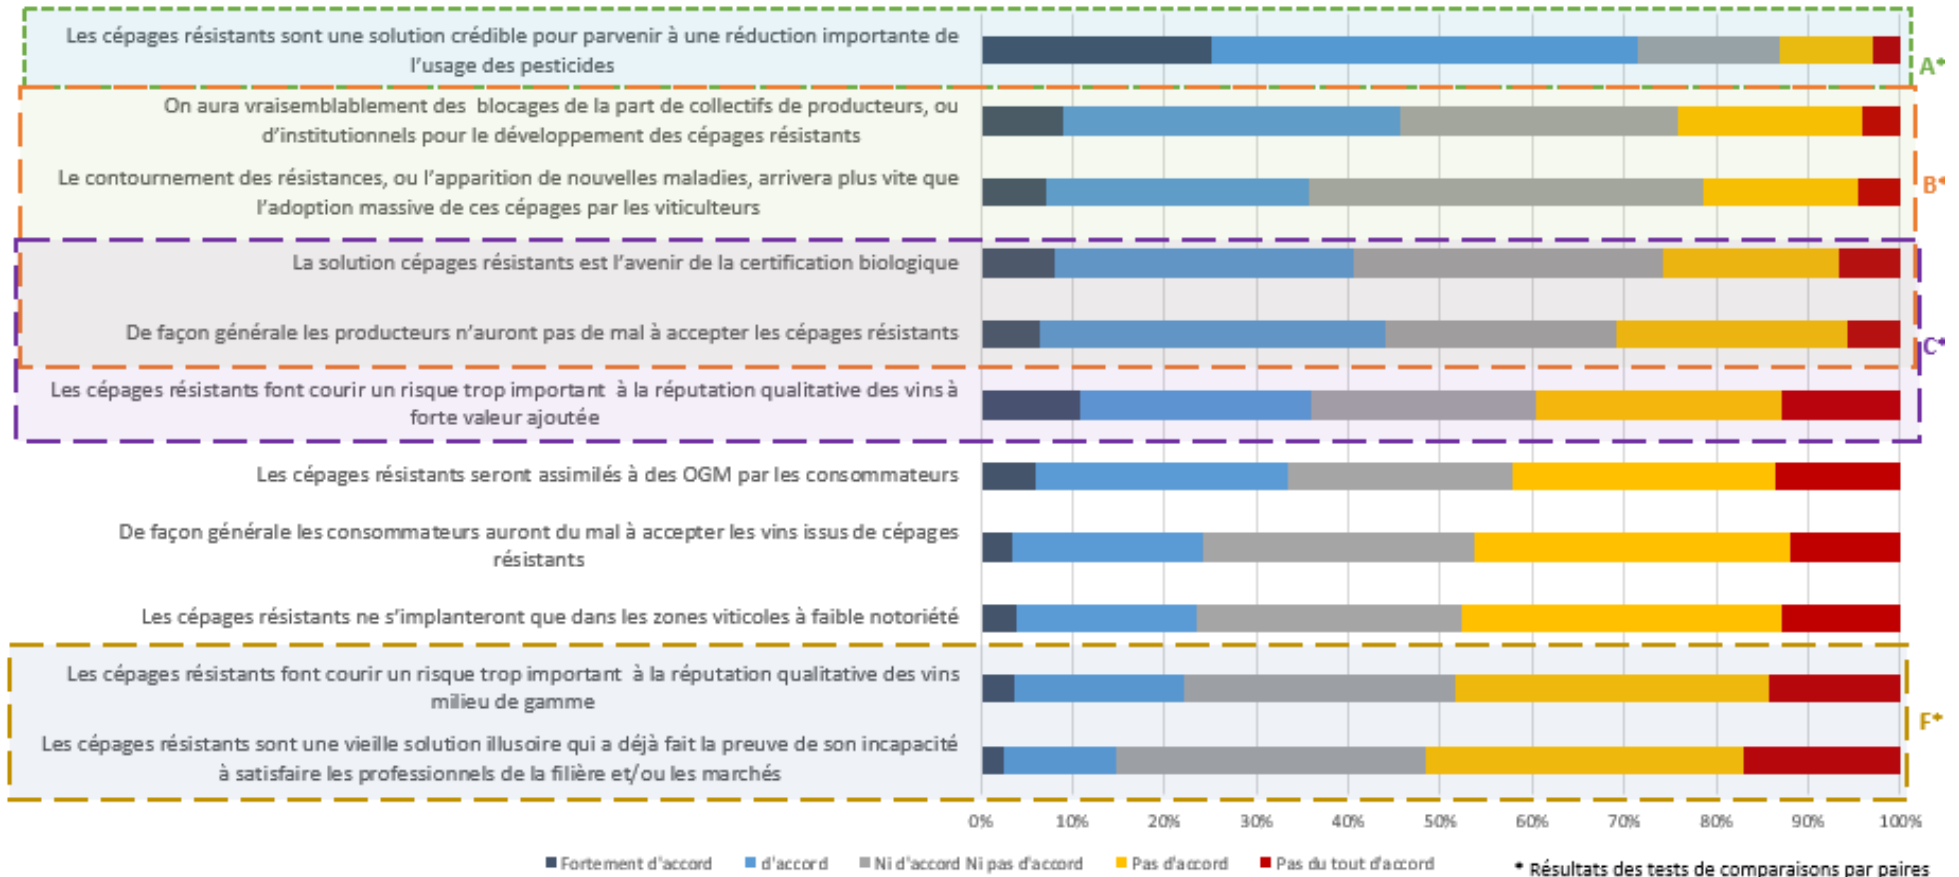 Les cépages résistants sont une solution crédible pour parvenir à une réduction importante de
l'usage des pesticides
A*
On aura vraisemblablement des blocages de la part de collectifs de producteurs, ou
d'institutionnels pour le développement des cépages résistants
Le contournement des résistances, ou l'apparition de nouvelles maladies, arrivera plus vite que
l'adoption massive de ces cépages par les viticulteurs
B*
La solution cépages résistants est l'avenir de la certification biologique
De façon générale les producteurs n'auront pas de mal à accepter les cépages résistants
C*
Les cépages résistants font courir un risque trop important à la réputation qualitative des vins à
forte valeur ajoutée
Les cépages résistants seront assimilés à des OGM par les consommateurs
De façon générale les consommateurs auront du mal à accepter les vins issus de cépages
résistants
Les cépages résistants ne s'implanteront que dans les zones viticoles à faible notoriété
Les cépages résistants font courir un risque trop important à la réputation qualitative des vins
milieu de gamme
F*
Les cépages résistants sont une vieille solution illusoire qui a déjà fait la preuve de son incapacité
à satisfaire les professionnels de la filière et/ou les marchés
0% 10% 20% 30% 40% 50% 60% 70% 80% 90% 100%
Fortement d'accord d'accord Ni d'accord Ni pas d'accord Pas d'accord Pas du tout d'accord
* Résultats des tests de comparaisons par paires